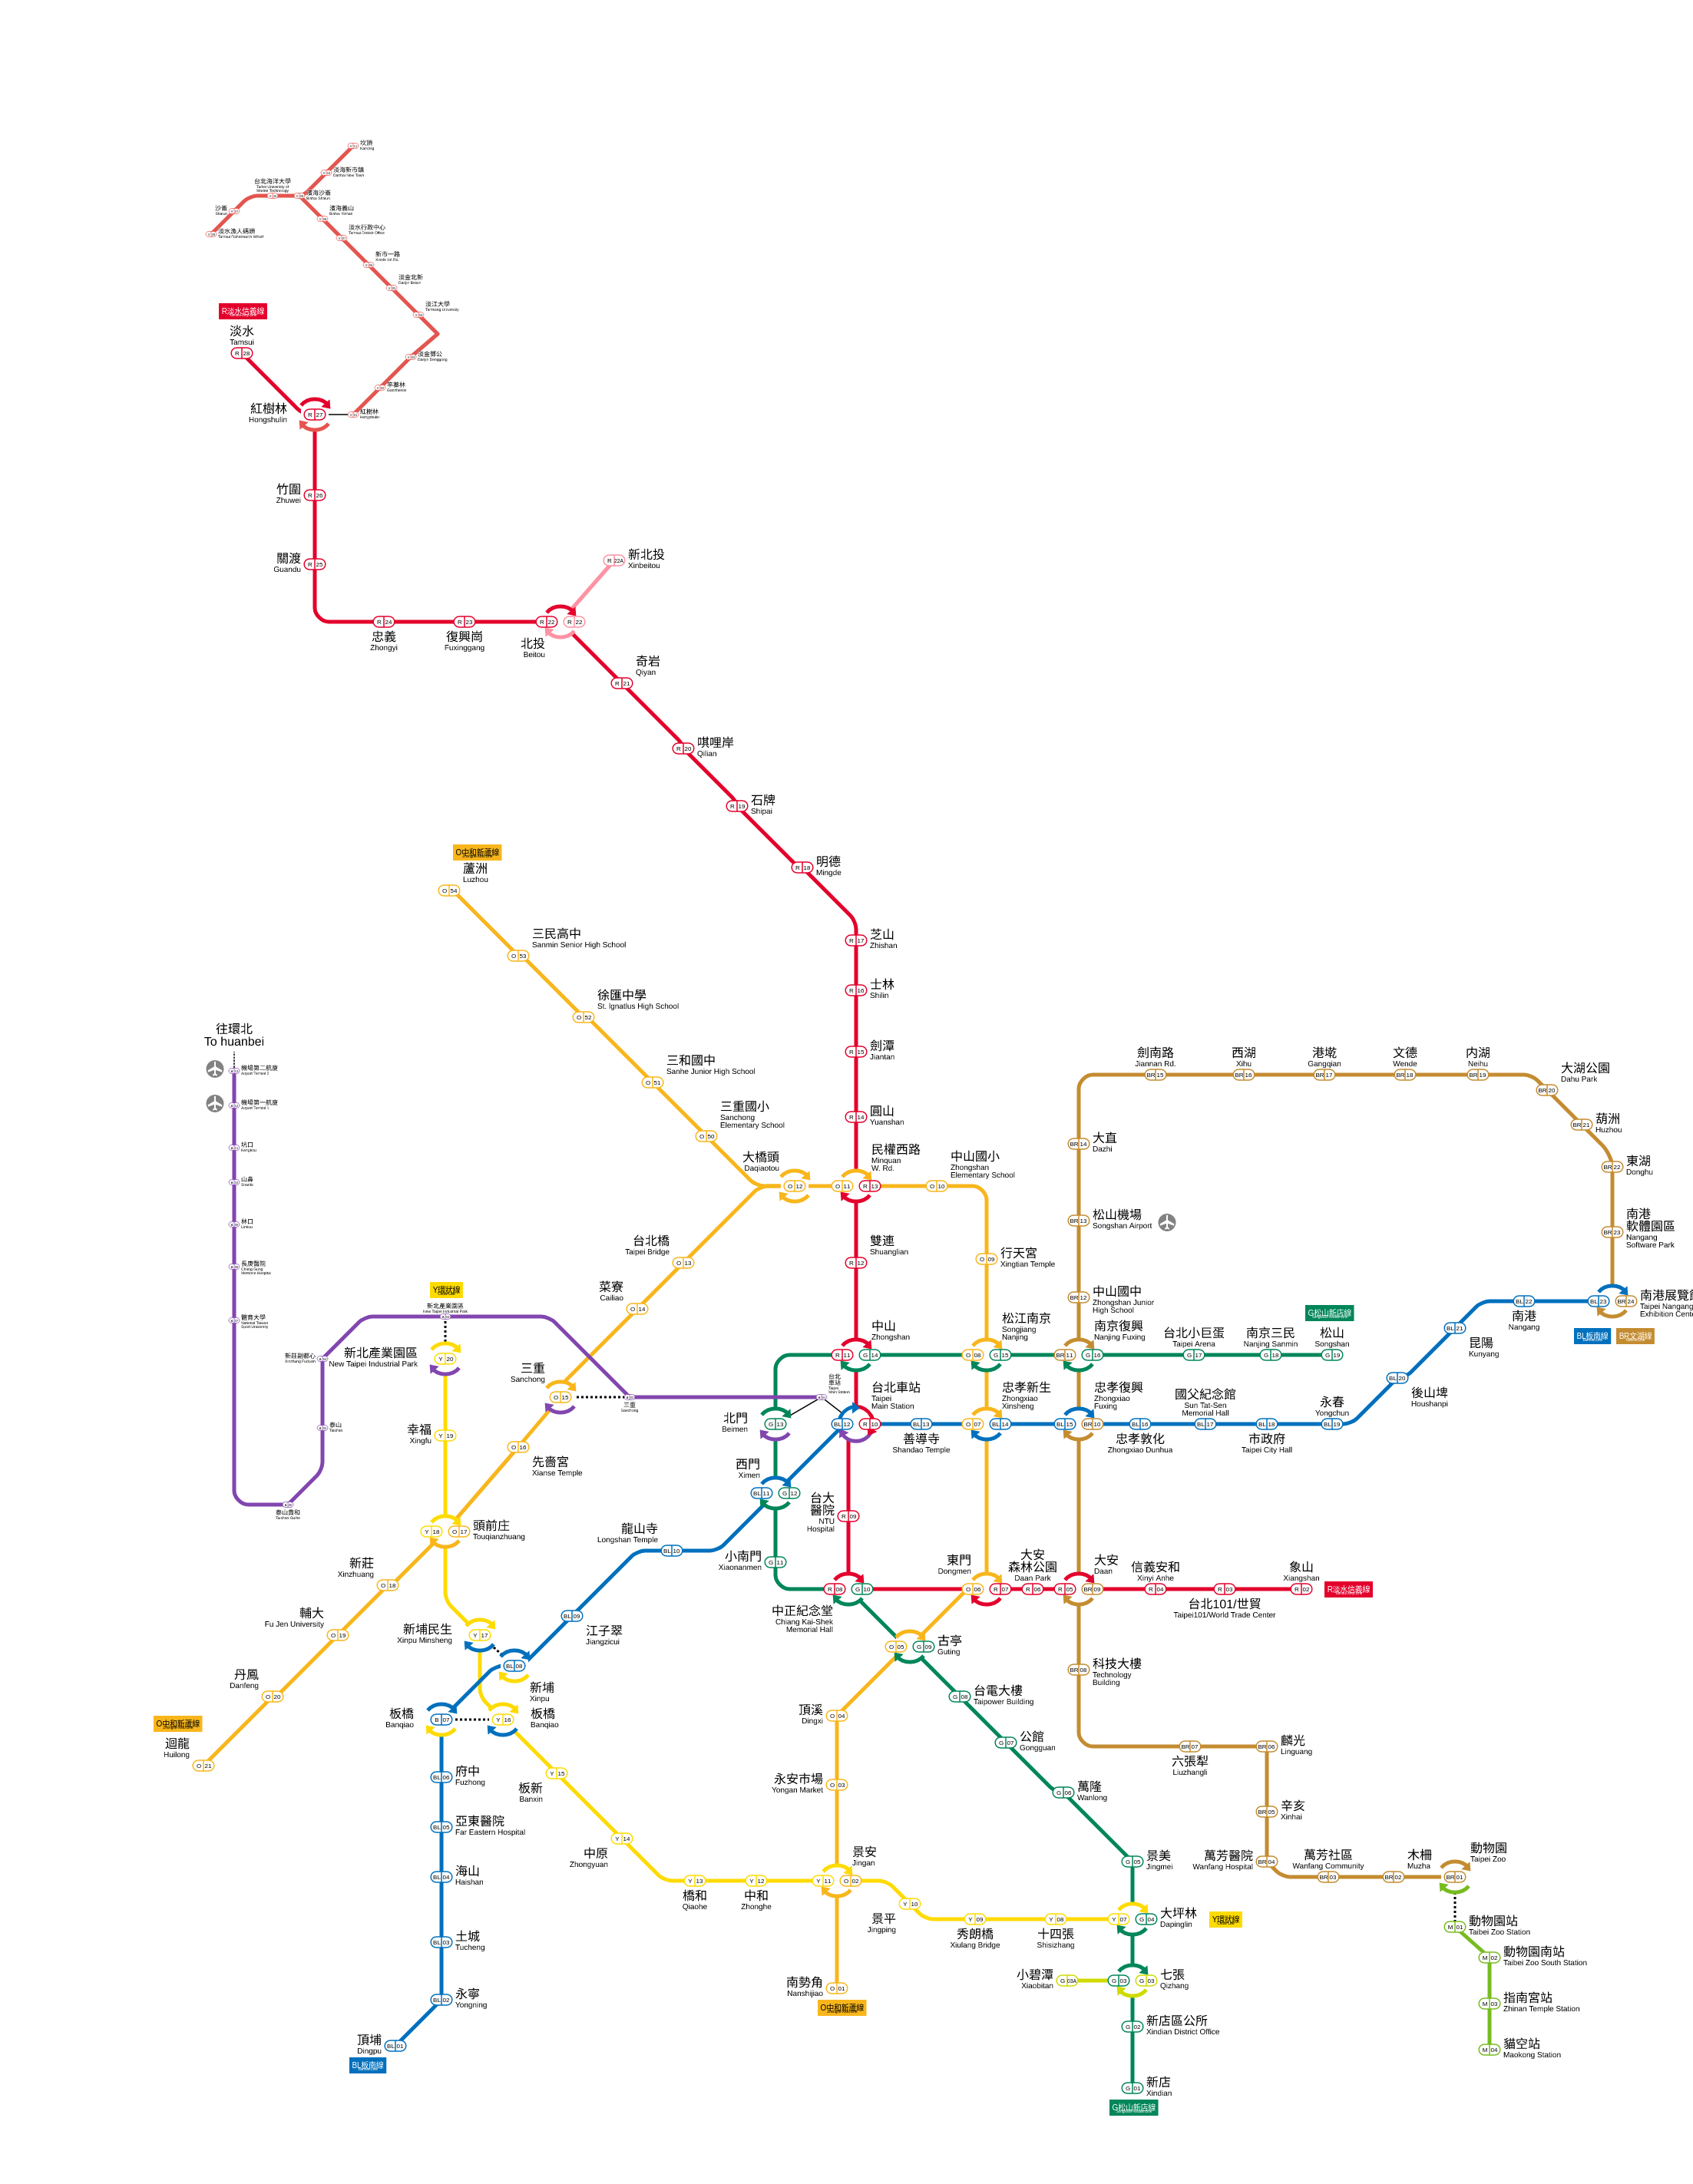 坎頂
Kanding
淡海新市鎮
Danhai New Town
台北海洋大學
Taipei University of
Marine Technology
濱海沙崙
Binhai Shalun
沙崙
Shalun
濱海義山
Binhai Yishan
淡水漁人碼頭
Tamsui Fisherman's Wharf
淡水行政中心
Tamsui District Office
新市一路
Xinshi 1st Rd.
淡金北新
Danjin Beixin
淡江大學
Tamkang University
淡金鄧公
Danjin Denggong
竿蓁林
Ganzhenlin
紅樹林
Hongshulin
R淡水信義線
淡水
Tamsui
R 28
紅樹林
Hongshulin
R 27
竹圍
Zhuwei
R 26
關渡
Guandu
R 25
忠義
Zhongyi
R 24
復興崗
Fuxinggang
R 23
北投
Beitou
R 22
R 22
新北投
Xinbeitou
R 22A
奇岩
Qiyan
R 21
唭哩岸
Qilian
R 20
石牌
Shipai
R 19
明德
Mingde
R 18
芝山
Zhishan
R 17
士林
Shilin
R 16
劍潭
Jiantan
R 15
圓山
Yuanshan
R 14
民權西路
Minquan
W. Rd.
O 11
R 13
雙連
Shuanglian
R 12
中山
Zhongshan
R 11
G 14
台北車站
Taipei
Main Station
BL 12
R 10
台大
醫院
NTU
Hospital
R 09
中正紀念堂
Chiang Kai-Shek
Memorial Hall
R 08
G 10
東門
Dongmen
O 06
R 07
大安
森林公園
Daan Park
R 06
大安
Daan
R 05
BR 09
信義安和
Xinyi Anhe
R 04
台北101/世貿
Taipei101/World Trade Center
R 03
象山
Xiangshan
R 02
R淡水信義線
O中和新蘆線
蘆洲
Luzhou
O 54
三民高中
Sanmin Senior High School
O 53
徐匯中學
St. Ignatius High School
O 52
三和國中
Sanhe Junior High School
O 51
三重國小
Sanchong
Elementary School
O 50
大橋頭
Daqiaotou
O 12
中山國小
Zhongshan
Elementary School
O 10
行天宮
Xingtian Temple
O 09
松江南京
Songjiang
Nanjing
O 08
G 15
忠孝新生
Zhongxiao
Xinsheng
O 07
BL 14
台北橋
Taipei Bridge
O 13
菜寮
Cailiao
O 14
三重
Sanchong
O 15
先嗇宮
Xianse Temple
O 16
頭前庄
Touqianzhuang
Y 18
O 17
新莊
Xinzhuang
O 18
輔大
Fu Jen University
O 19
丹鳳
Danfeng
O 20
O中和新蘆線
迴龍
Huilong
O 21
往環北
To huanbei
機場第二航廈
Airport Terminal 2
機場第一航廈
Airport Terminal 1
坑口
Kengkou
山鼻
Shanbi
林口
Linkou
長庚醫院
Chang Gung
Memorial Hospital
體育大學
National Taiwan
Sport University
泰山貴和
Taishan Guihe
泰山
Taishan
新莊副都心
Xinzhuang Fuduxin
新北產業園區
New Taipei Industrial Park
三重
Sanchong
台北
車站
Taipei
Main Station
Y環狀線
新北產業園區
New Taipei Industrial Park
Y 20
幸福
Xingfu
Y 19
新埔民生
Xinpu Minsheng
Y 17
板橋
Banqiao
Y 16
板新
Banxin
Y 15
中原
Zhongyuan
Y 14
橋和
Qiaohe
Y 13
中和
Zhonghe
Y 12
景安
Jingan
Y 11
O 02
景平
Jingping
Y 10
秀朗橋
Xiulang Bridge
Y 09
十四張
Shisizhang
Y 08
大坪林
Dapinglin
Y 07
G 04
Y環狀線
北門
Beimen
G 13
西門
Ximen
BL 11
G 12
小南門
Xiaonanmen
G 11
龍山寺
Longshan Temple
BL 10
江子翠
Jiangzicui
BL 09
新埔
Xinpu
BL 08
板橋
Banqiao
B 07
府中
Fuzhong
BL 06
亞東醫院
Far Eastern Hospital
BL 05
海山
Haishan
BL 04
土城
Tucheng
BL 03
永寧
Yongning
BL 02
頂埔
Dingpu
BL 01
BL板南線
善導寺
Shandao Temple
BL 13
忠孝復興
Zhongxiao
Fuxing
BL 15
BR 10
忠孝敦化
Zhongxiao Dunhua
BL 16
國父紀念館
Sun Tat-Sen
Memorial Hall
BL 17
市政府
Taipei City Hall
BL 18
永春
Yongchun
BL 19
後山埤
Houshanpi
BL 20
昆陽
Kunyang
BL 21
南港
Nangang
BL 22
南港展覽館
Taipei Nangang
Exhibition Center
BL 23
BR 24
BL板南線
BR文湖線
劍南路
Jiannan Rd.
BR 15
西湖
Xihu
BR 16
港墘
Gangqian
BR 17
文德
Wende
BR 18
內湖
Neihu
BR 19
大湖公園
Dahu Park
BR 20
葫洲
Huzhou
BR 21
東湖
Donghu
BR 22
南港
軟體園區
Nangang
Software Park
BR 23
大直
Dazhi
BR 14
松山機場
Songshan Airport
BR 13
中山國中
Zhongshan Junior
High School
BR 12
南京復興
Nanjing Fuxing
BR 11
G 16
台北小巨蛋
Taipei Arena
G 17
南京三民
Nanjing Sanmin
G 18
G松山新店線
松山
Songshan
G 19
科技大樓
Technology
Building
BR 08
六張犁
Liuzhangli
BR 07
麟光
Linguang
BR 06
辛亥
Xinhai
BR 05
萬芳醫院
Wanfang Hospital
BR 04
萬芳社區
Wanfang Community
BR 03
木柵
Muzha
BR 02
動物園
Taipei Zoo
BR 01
動物園站
Taipei Zoo Station
M 01
動物園南站
Taipei Zoo South Station
M 02
指南宮站
Zhinan Temple Station
M 03
貓空站
Maokong Station
M 04
古亭
Guting
O 05
G 09
台電大樓
Taipower Building
G 08
公館
Gongguan
G 07
萬隆
Wanlong
G 06
景美
Jingmei
G 05
小碧潭
Xiaobitan
G 03A
七張
Qizhang
G 03
G 03
新店區公所
Xindian District Office
G 02
新店
Xindian
G 01
G松山新店線
頂溪
Dingxi
O 04
永安市場
Yongan Market
O 03
南勢角
Nanshijiao
O 01
O中和新蘆線